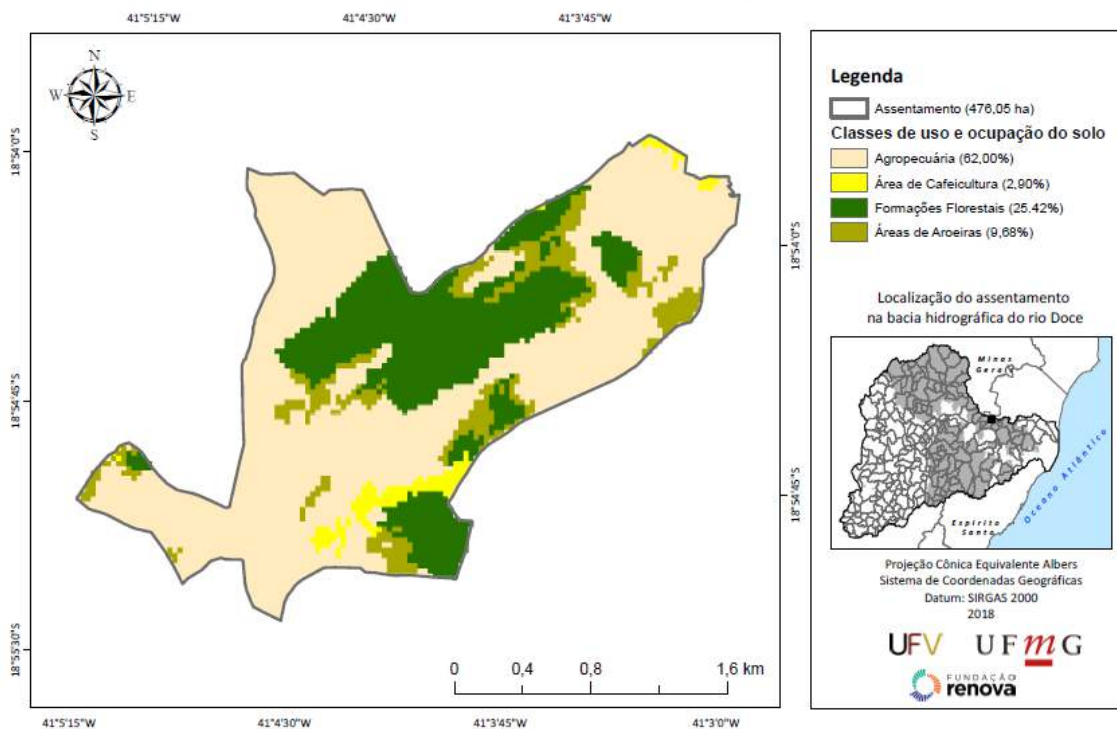 41°5'15"W 41°4'30"W 41°3'45"W
N
W E
S
18°54'0"S
18°54'45"S
18°55'30"S
18°54'0"S
18°54'45"S
0 0,4 0,8 1,6 km
41°5'15"W 41°4'30"W 41°3'45"W 41°3'0"W
Legenda
Assentamento (476,05 ha)
Classes de uso e ocupação do solo
Agropecuária (62,00%)
Área de Cafeicultura (2,90%)
Formações Florestais (25.42%)
Áreas de Aroeiras (9,68%)
Localização do assentamento
na bacia hidrográfica do rio Doce
Minas
Gerais
Oceano Atlântico
Espírito
Santo
Projeção Cônica Equivalente Albers
Sistema de Coordenadas Geográficas
Datum: SIRGAS 2000
2018
UFV UFmG
FUNDAÇÃO
renova